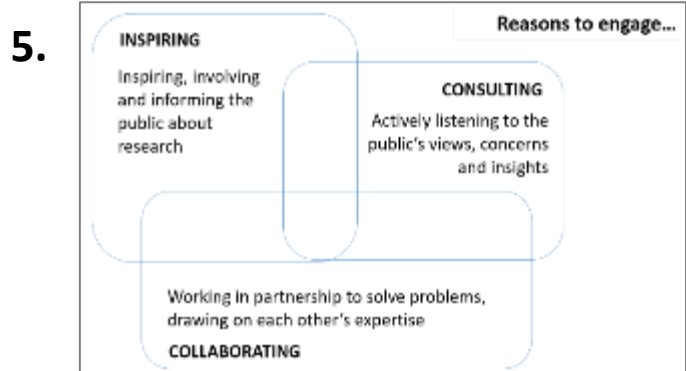 5.
Reasons to engage...
INSPIRING
Inspiring, involving
and informing the
public about
research
CONSULTING
Actively listening to the
public's views, concerns
and insights
Working in partnership to solve problems,
drawing on each other's expertise
COLLABORATING